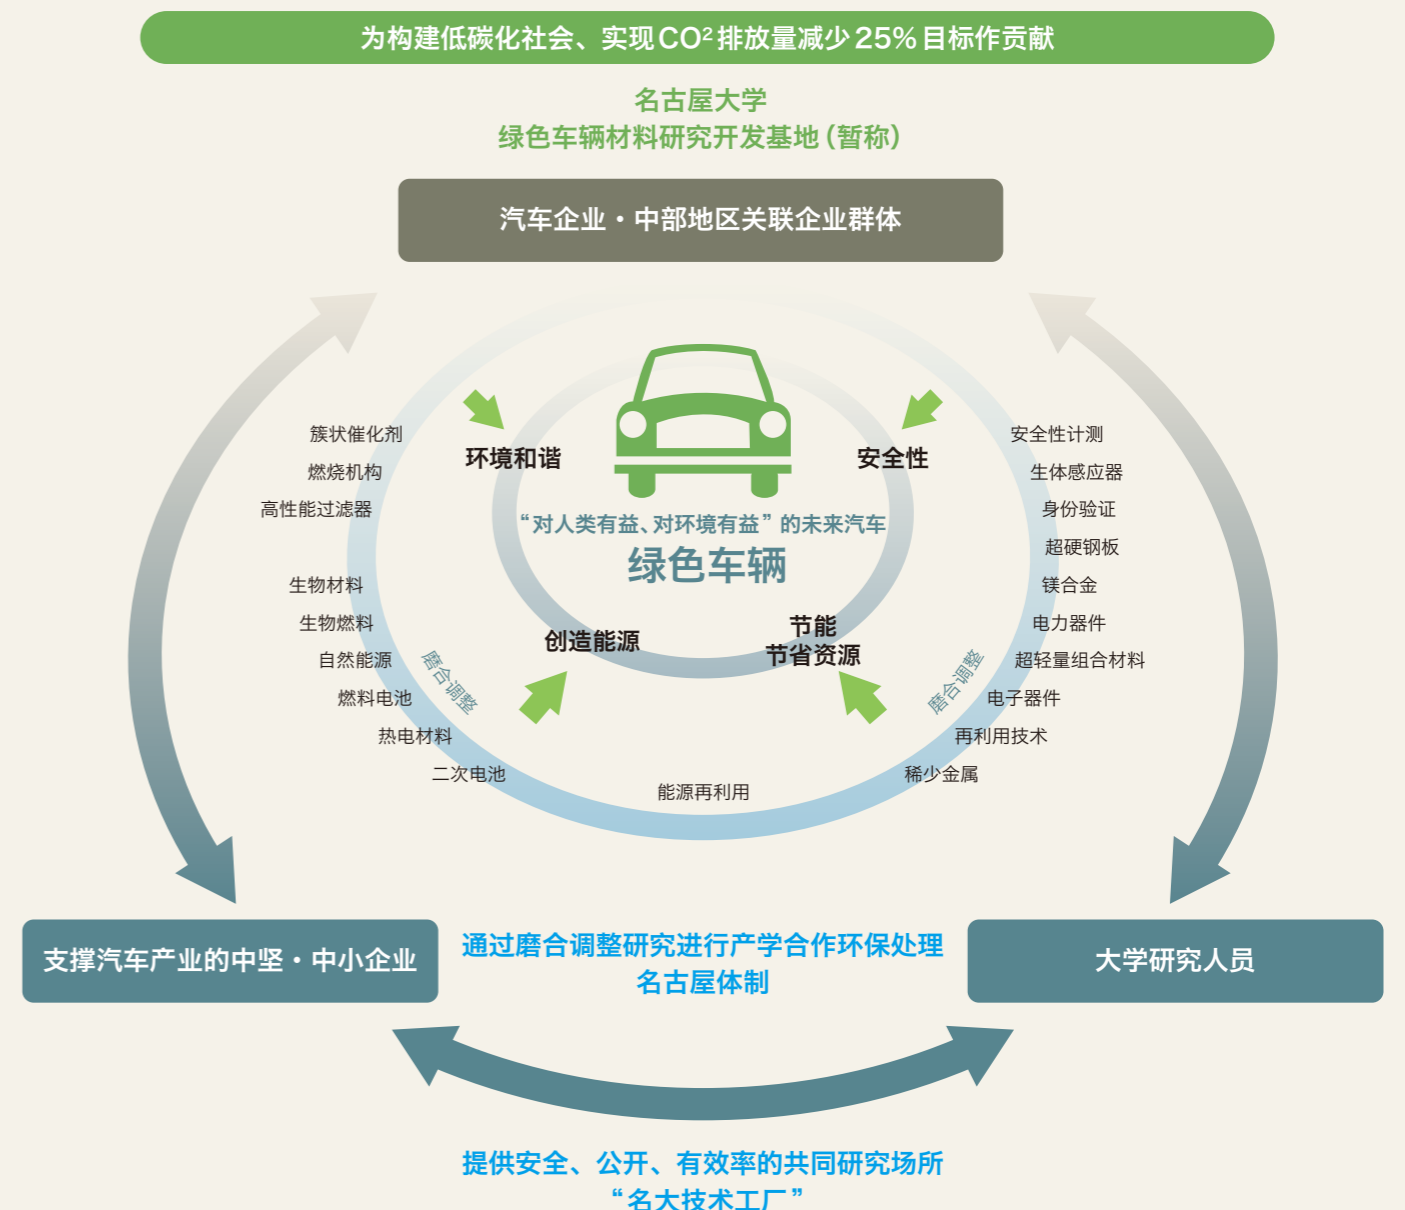 为构建低碳化社会、实现CO²排放量减少25%目标作贡献
名古屋大学
绿色车辆材料研究开发基地（暂称）
汽车企业・中部地区关联企业群体
环境和谐
安全性
簇状催化剂
燃烧机构
高性能过滤器
生物材料
生物燃料
自然能源
燃料电池
热电材料
二次电池
磨合调整
“对人类有益、对环境有益”的未来汽车
绿色车辆
创造能源
节能
节省资源
能源再利用
安全性计测
生体感应器
身份验证
超硬钢板
镁合金
电力器件
超轻量组合材料
电子器件
再利用技术
稀少金属
磨合调整
支撑汽车产业的中坚・中小企业
通过磨合调整研究进行产学合作环保处理
名古屋体制
大学研究人员
提供安全、公开、有效率的共同研究场所
“名大技术工厂”